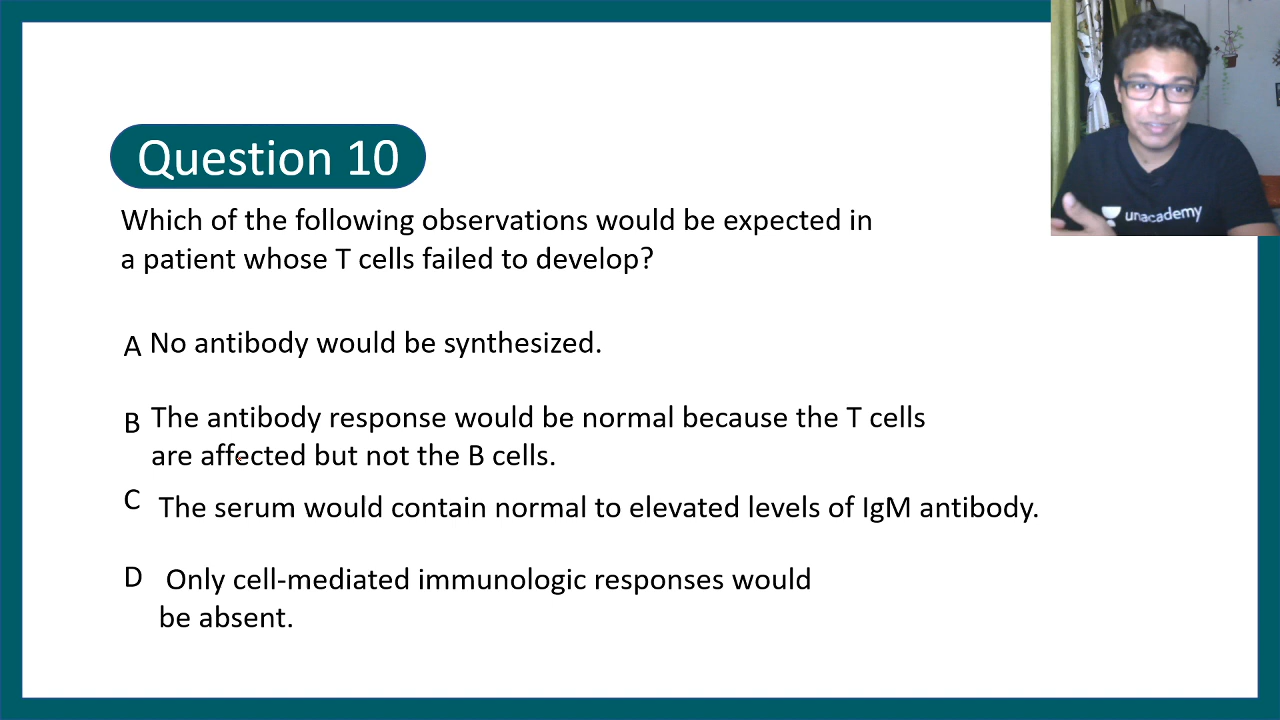 Question 10
Which of the following observations would be expected in
a patient whose T cells failed to develop?
A No antibody would be synthesized.
B The antibody response would be normal because the T cells
are affected but not the B cells.
C The serum would contain normal to elevated levels of IgM antibody.
D Only cell-mediated immunologic responses would
be absent.
unacademy